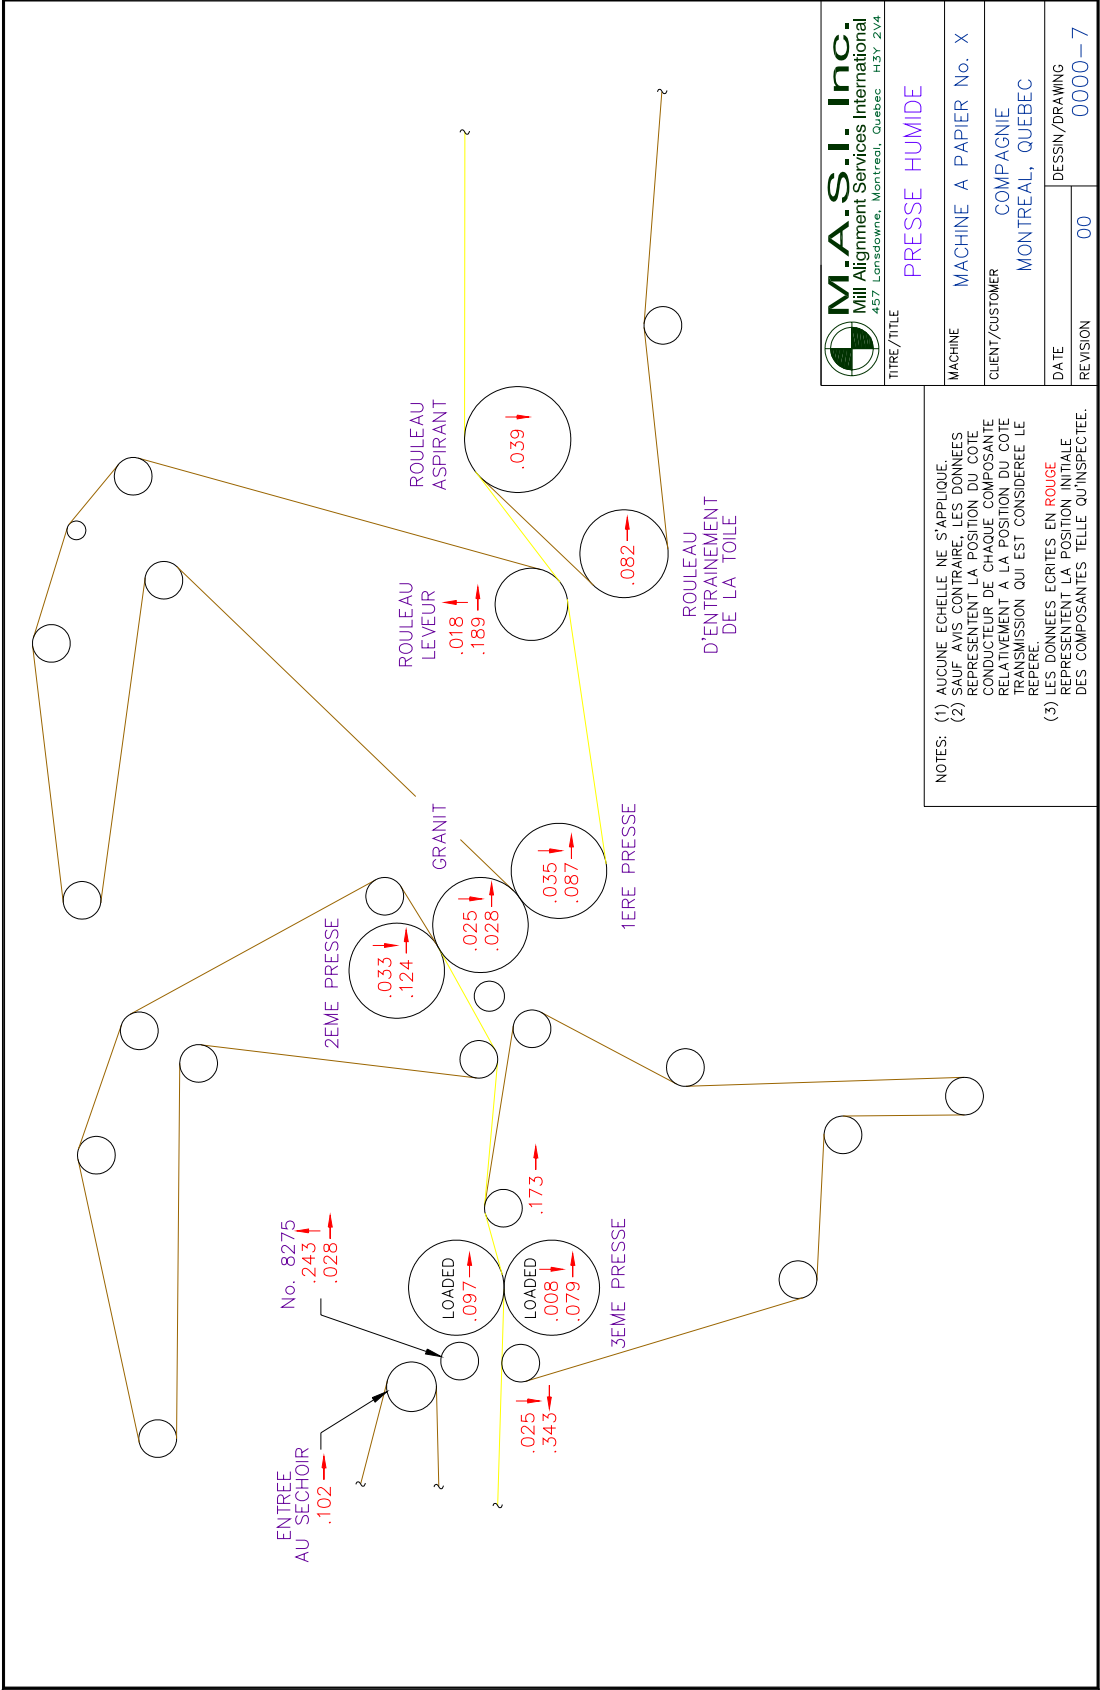 ENTREE
AU SECHOIR
.102
No. 8275
.243
.028
2EME PRESSE
.033
.124
GRANIT
.025
.028
.035
.087
1ERE PRESSE
ROULEAU
LEVEUR
.018
.189
ROULEAU
ASPIRANT
.039
.082
ROULEAU
D'ENTRAINEMENT
DE LA TOILE
LOADED
.097
LOADED
.008
.079
3EME PRESSE
.173
.025
.343
NOTES: (1) AUCUNE ECHELLE NE S'APPLIQUE.
(2) SAUF AVIS CONTRAIRE, LES DONNEES
REPRESENTENT LA POSITION DU COTE
CONDUCTEUR DE CHAQUE COMPOSANTE
RELATIVEMENT A LA POSITION DU COTE
TRANSMISSION QUI EST CONSIDEREE LE
REPERE.
(3) LES DONNEES ECRITES EN ROUGE
REPRESENTENT LA POSITION INITIALE
DES COMPOSANTES TELLE QU'INSPECTEE.
M.A.S.I. Inc.
Mill Alignment Services International
457 Lansdowne, Montreal, Quebec H3Y 2V4
TITRE/TITLE
PRESSE HUMIDE
MACHINE
MACHINE A PAPIER No. X
CLIENT/CUSTOMER
COMPAGNIE
MONTREAL, QUEBEC
DATE
DESSIN/DRAWING
REVISION
00
0000-7